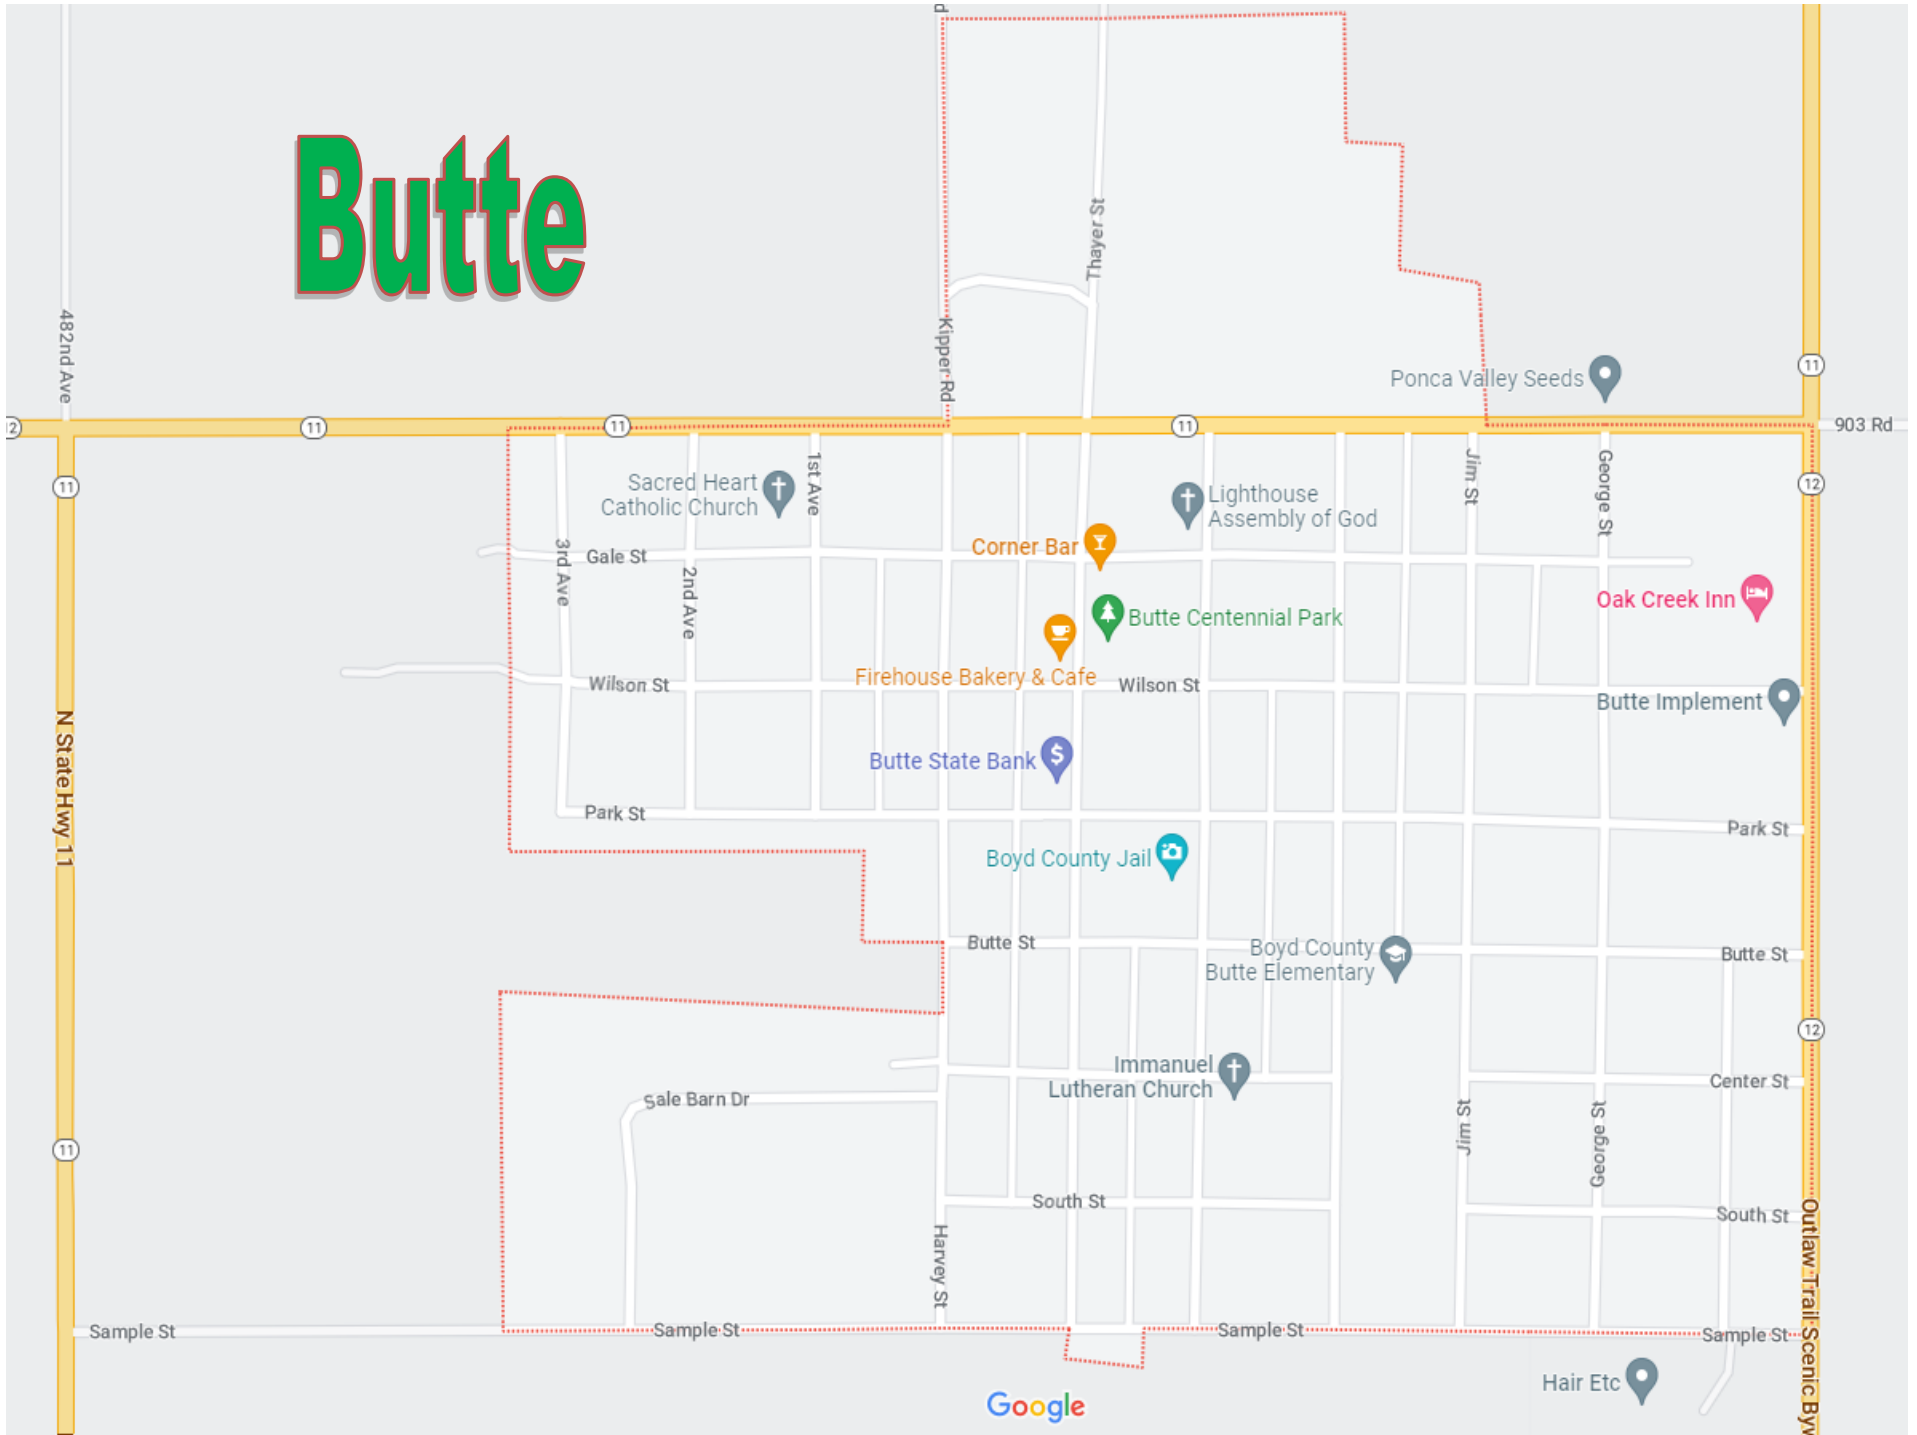 d
Butte
Thayer St
482nd Ave
Kipper Rd
Ponca Valley Seeds
11
2
11
11
11
903 Rd
11
Sacred Heart
Catholic Church
1st Ave
Lighthouse
Assembly of God
Jim St
George St
12
Corner Bar
3rd Ave
Gale St
2nd Ave
Oak Creek Inn
Butte Centennial Park
Firehouse Bakery & Cafe
Wilson St
Wilson St
Butte Implement
N State Hwy 11
Butte State Bank
Park St
Park St
Boyd County Jail
Butte St
Boyd County
Butte Elementary
Butte St
12
Immanuel
Lutheran Church
Center St
Sale Barn Dr
Jim St
George St
11
South St
South St
Harvey St
Outlaw Trail Scenic Byw
Sample St
Sample St
Sample St
Sample St
Hair Etc
Google